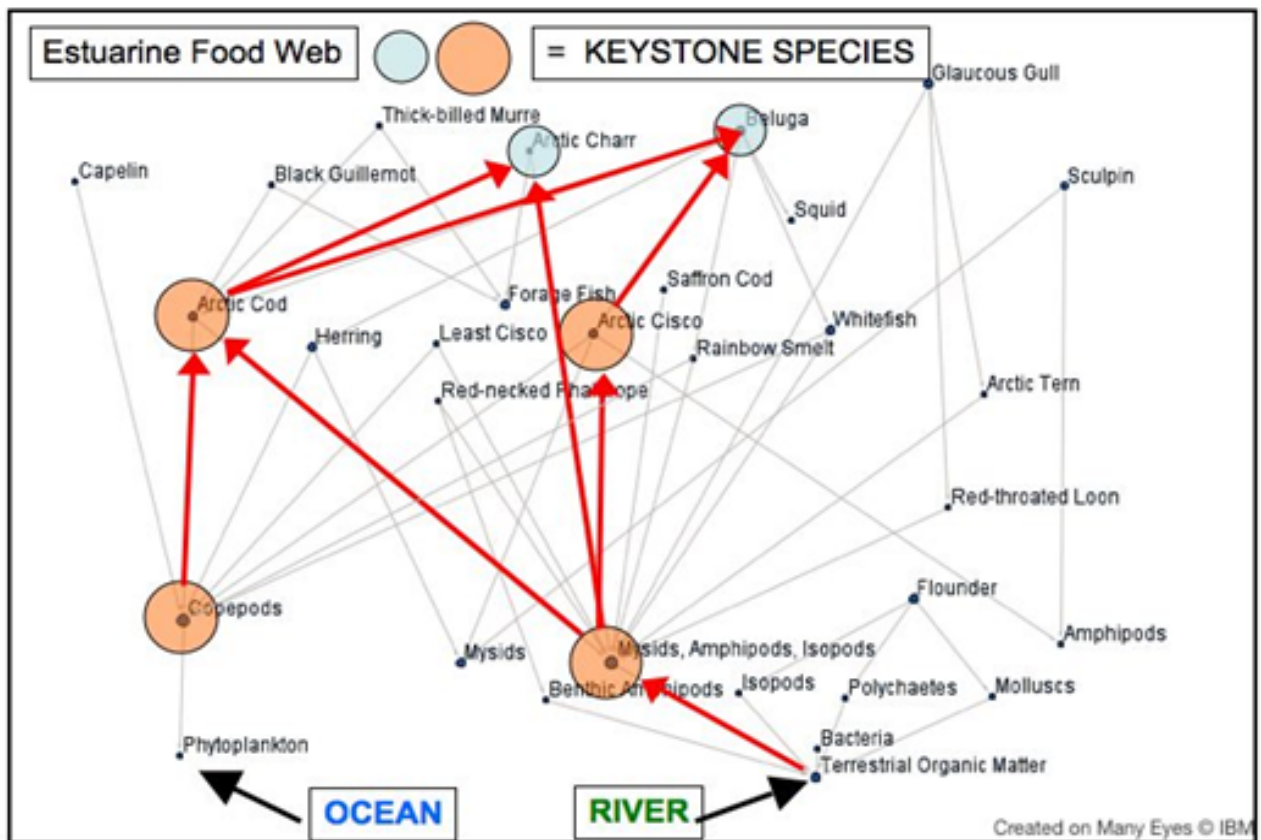 Estuarine Food Web
= KEYSTONE SPECIES
Glaucous Gull
Thick-billed Murre
Beluga
Arctic Charr
Capelin
Black Guillemot
Sculpin
Squid
Saffron Cod
Forage Fish
Arctic Cod
Arctic Cisco
Whitefish
Herring
Least Cisco
Rainbow Smelt
Red-necked Phalarope
Arctic Tern
Red-throated Loon
Flounder
Copepods
Amphipods
Mysids
Mysids, Amphipods, Isopods
Benthic Amphipods
Isopods
Polychaetes
Molluscs
Bacteria
Phytoplankton
Terrestrial Organic Matter
OCEAN
RIVER
Created on Many Eyes © IBM